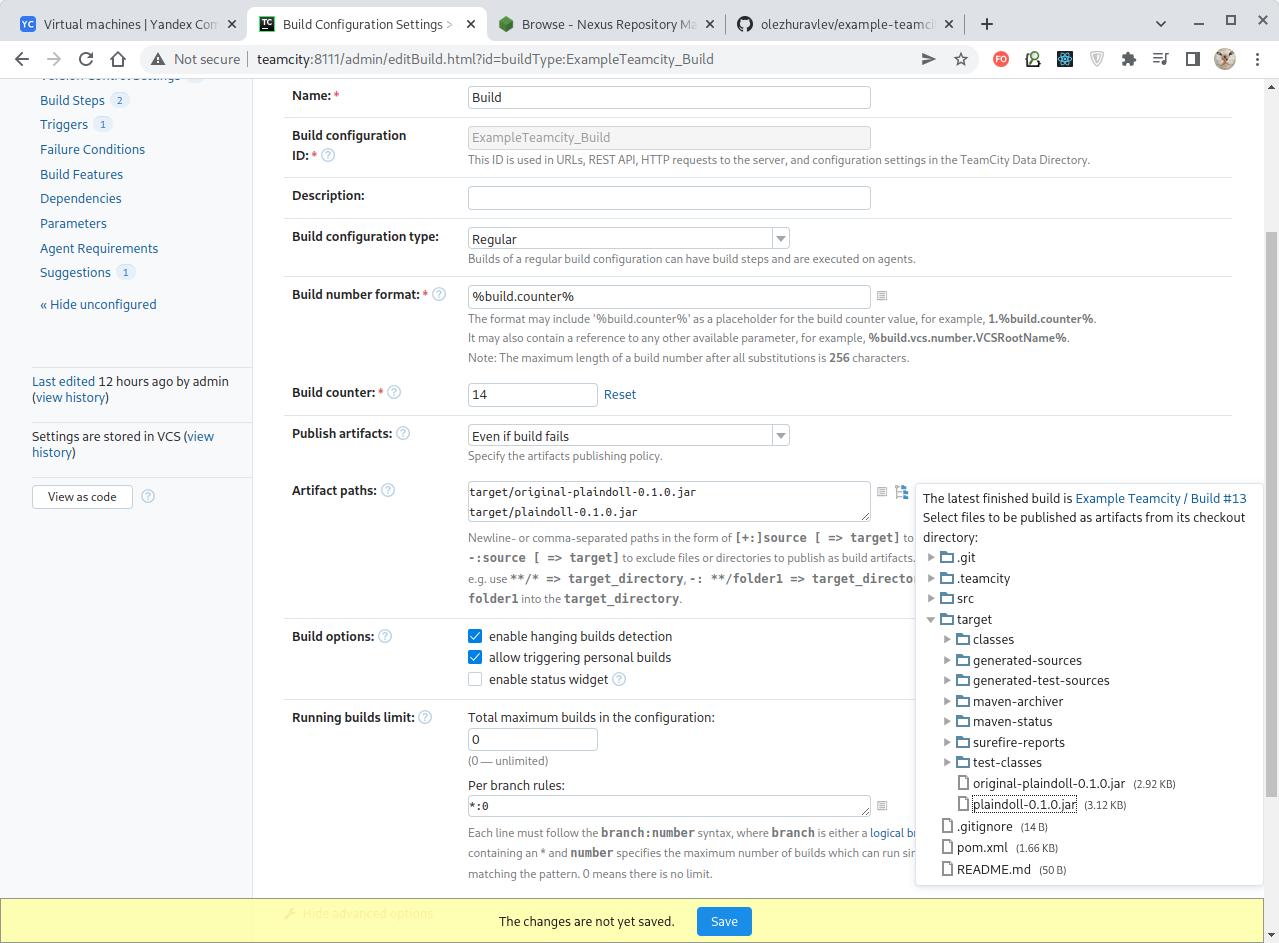 Virtual machines | Yandex Com
Build Configuration Settings >
Browse - Nexus Repository Ma
olezhuravlev/example-teamci
Not secure
teamcity:8111/admin/editBuild.html?id=buildType:ExampleTeamcity_Build
Version Control Settings
Build Steps 2
Triggers 1
Failure Conditions
Build Features
Dependencies
Parameters
Agent Requirements
Suggestions 1
« Hide unconfigured
Last edited 12 hours ago by admin
(view history)
Settings are stored in VCS (view
history)
View as code
Name: *
Build
Build configuration
ID: *
ExampleTeamcity_Build
This ID is used in URLs, REST API, HTTP requests to the server, and configuration settings in the TeamCity Data Directory.
Description:
Build configuration type:
Regular
Builds of a regular build configuration can have build steps and are executed on agents.
Build number format: *
%build.counter%
The format may include '%build.counter%' as a placeholder for the build counter value, for example, 1.%build.counter%.
It may also contain a reference to any other available parameter, for example, %build.vcs.number.VCSRootName%.
Note: The maximum length of a build number after all substitutions is 256 characters.
Build counter: *
14
Reset
Publish artifacts:
Even if build fails
Specify the artifacts publishing policy.
Artifact paths:
target/original-plaindoll-0.1.0.jar
target/plaindoll-0.1.0.jar
Newline- or comma-separated paths in the form of [+:]source [ => target] to
-:source [ => target] to exclude files or directories to publish as build artifacts.
e.g. use **/* => target_directory, -: **/folder1 => target_directo
folder1 into the target_directory.
Build options:
enable hanging builds detection
allow triggering personal builds
enable status widget
Running builds limit:
Total maximum builds in the configuration:
0
(0 — unlimited)
Per branch rules:
*:0
Each line must follow the branch:number syntax, where branch is either a logical br
containing an * and number specifies the maximum number of builds which can run si
matching the pattern. 0 means there is no limit.
The latest finished build is Example Teamcity / Build #13
Select files to be published as artifacts from its checkout
directory:
.git
.teamcity
src
target
classes
generated-sources
generated-test-sources
maven-archiver
maven-status
surefire-reports
test-classes
original-plaindoll-0.1.0.jar (2.92 KB)
plaindoll-0.1.0.jar (3.12 KB)
.gitignore (14 B)
pom.xml (1.66 KB)
README.md (50 B)
Hide advanced options
The changes are not yet saved.
Save